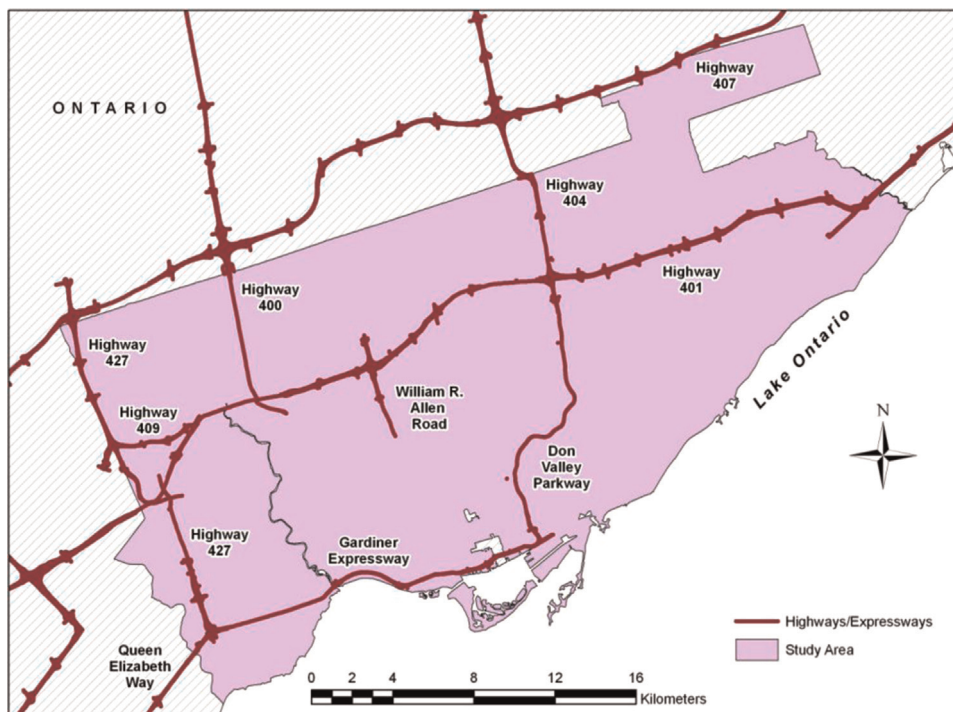 Highway
407
ONTARIO
Highway
404
Highway
400
Highway
401
Highway
427
Lake Ontario
William R.
Allen
Road
Highway
409
N
Don
Valley
Parkway
Highway
427
Gardiner
Expressway
Highways/Expressways
Queen
Elizabeth
Way
Study Area
0 2 4 8 12 16
Kilometers